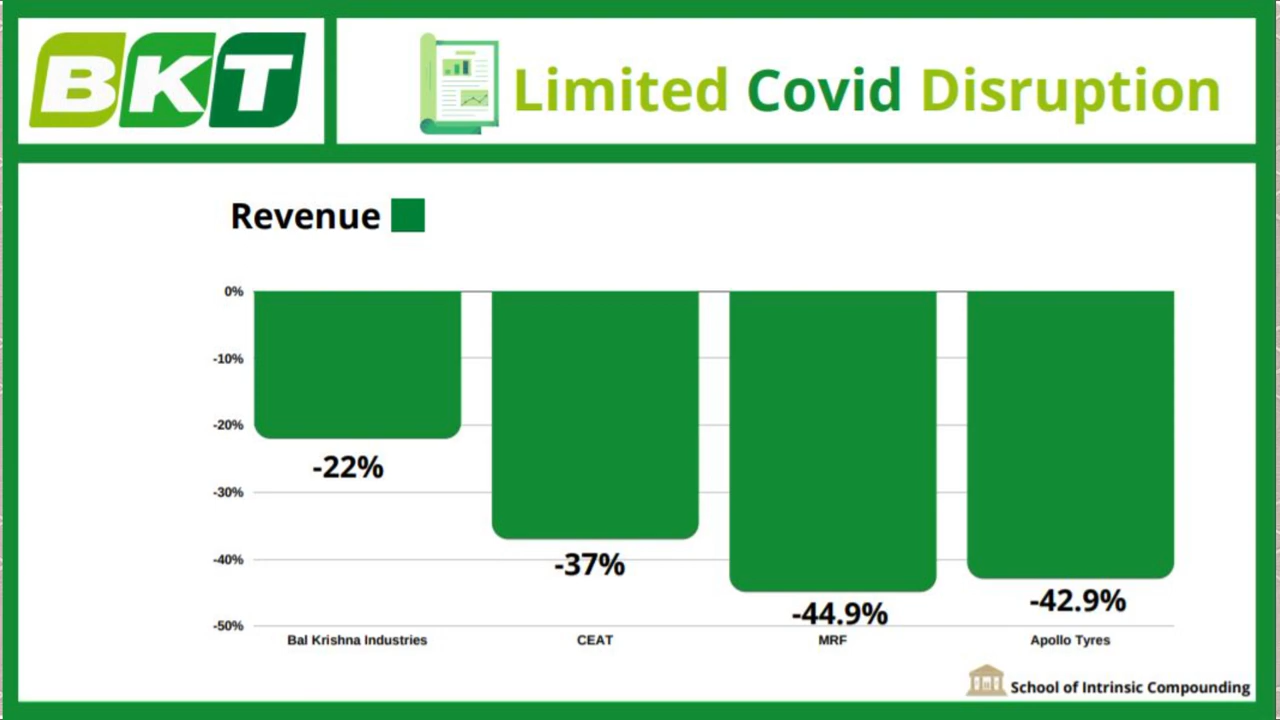 BKT
Limited Covid Disruption
Revenue
0%
-10%
-20%
-30%
-40%
-50%
-22%
-37%
-44.9%
-42.9%
Bal Krishna Industries
CEAT
MRF
Apollo Tyres
School of Intrinsic Compounding